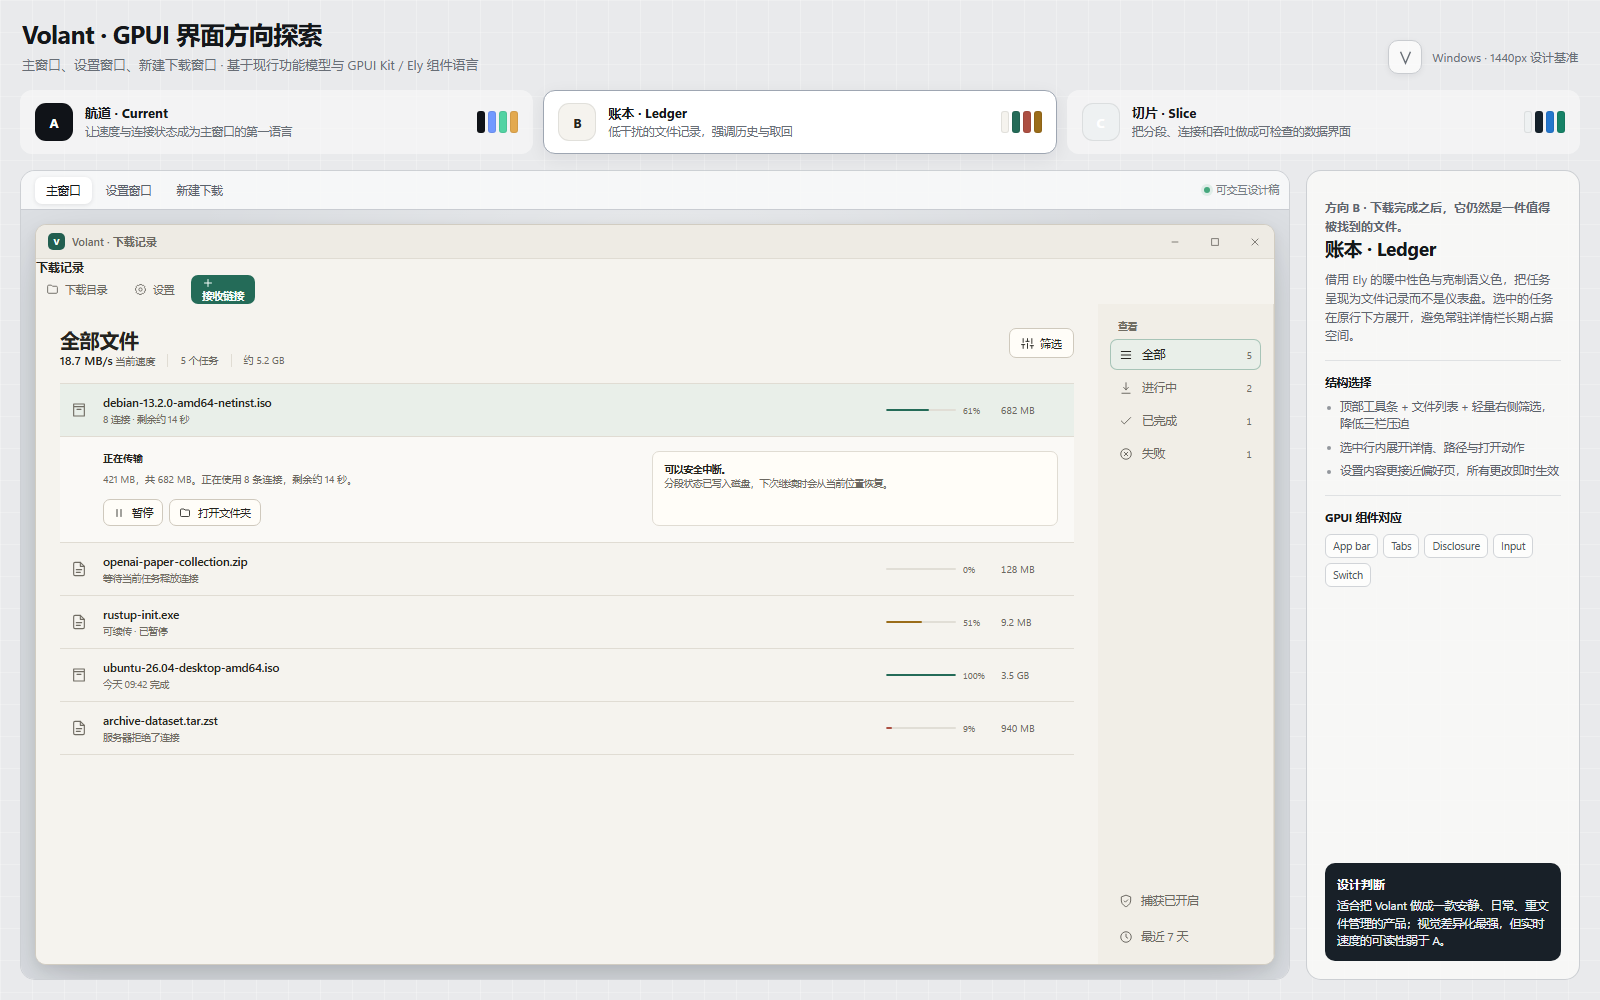 Volant · GPUI 界面方向探索
主窗口、设置窗口、新建下载窗口 · 基于现行功能模型与 GPUI Kit / Ely 组件语言
V
Windows · 1440px 设计基准
A
航道 · Current
让速度与连接状态成为主窗口的第一语言
B
账本 · Ledger
低干扰的文件记录，强调历史与取回
C
切片 · Slice
把分段、连接和吞吐做成可检查的数据界面
主窗口
设置窗口
新建下载
可交互设计稿
V
Volant · 下载记录
下载记录
下载目录
设置
接收链接
全部文件
18.7 MB/s 当前速度
5 个任务
约 5.2 GB
筛选
debian-13.2.0-amd64-netinst.iso
8 连接 · 剩余约 14 秒
61%
682 MB
正在传输
421 MB，共 682 MB。正在使用 8 条连接，剩余约 14 秒。
暂停
打开文件夹
可以安全中断。
分段状态已写入磁盘，下次继续时会从当前位置恢复。
openai-paper-collection.zip
等待当前任务释放连接
0%
128 MB
rustup-init.exe
可续传 · 已暂停
51%
9.2 MB
ubuntu-26.04-desktop-amd64.iso
今天 09:42 完成
100%
3.5 GB
archive-dataset.tar.zst
服务器拒绝了连接
9%
940 MB
查看
全部
5
进行中
2
已完成
1
失败
1
捕获已开启
最近 7 天
方向 B · 下载完成之后，它仍然是一件值得
被找到的文件。
账本 · Ledger
借用 Ely 的暖中性色与克制语义色，把任务
呈现为文件记录而不是仪表盘。选中的任务
在原行下方展开，避免常驻详情栏长期占据
空间。
结构选择
顶部工具条 + 文件列表 + 轻量右侧筛选，
降低三栏压迫
选中行内展开详情、路径与打开动作
设置内容更接近偏好页，所有更改即时生效
GPUI 组件对应
App bar
Tabs
Disclosure
Input
Switch
设计判断
适合把 Volant 做成一款安静、日常、重文
件管理的产品；视觉差异化最强，但实时
速度的可读性弱于 A。